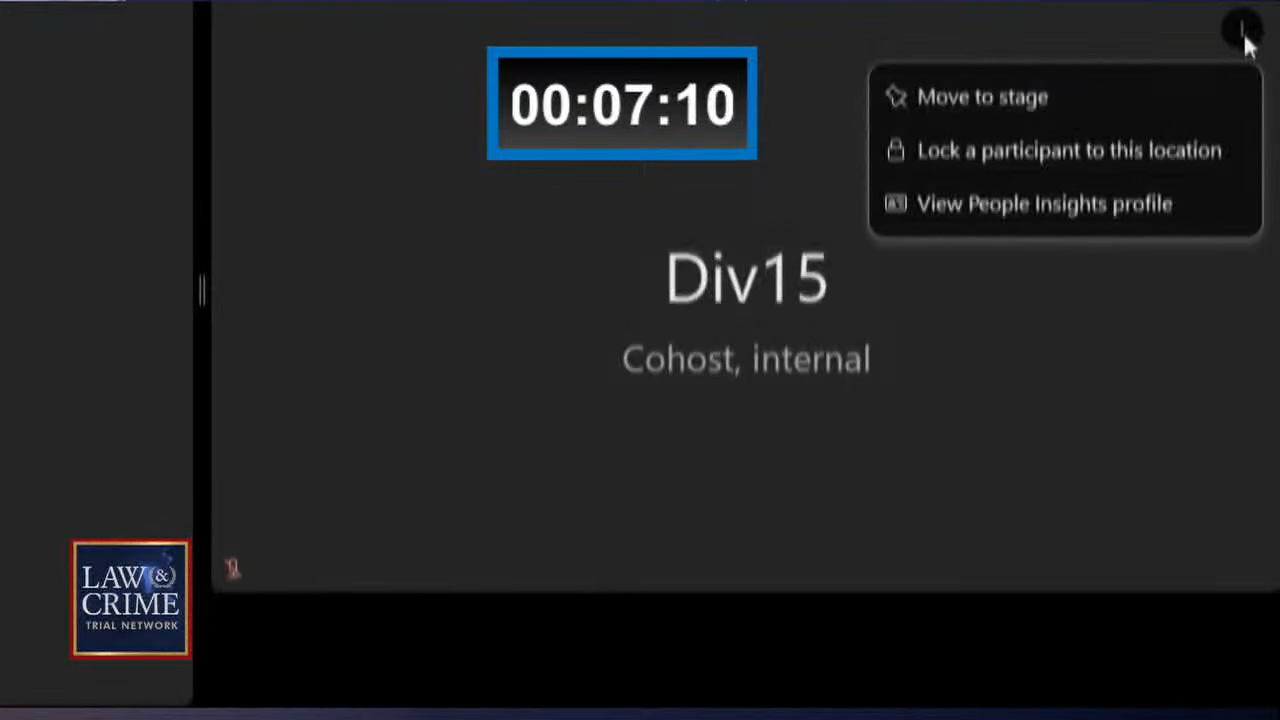 00:07:10
Move to stage
Lock a participant to this location
View People Insights profile
Div15
Cohost, internal
LAW &
CRIME
TRIAL NETWORK